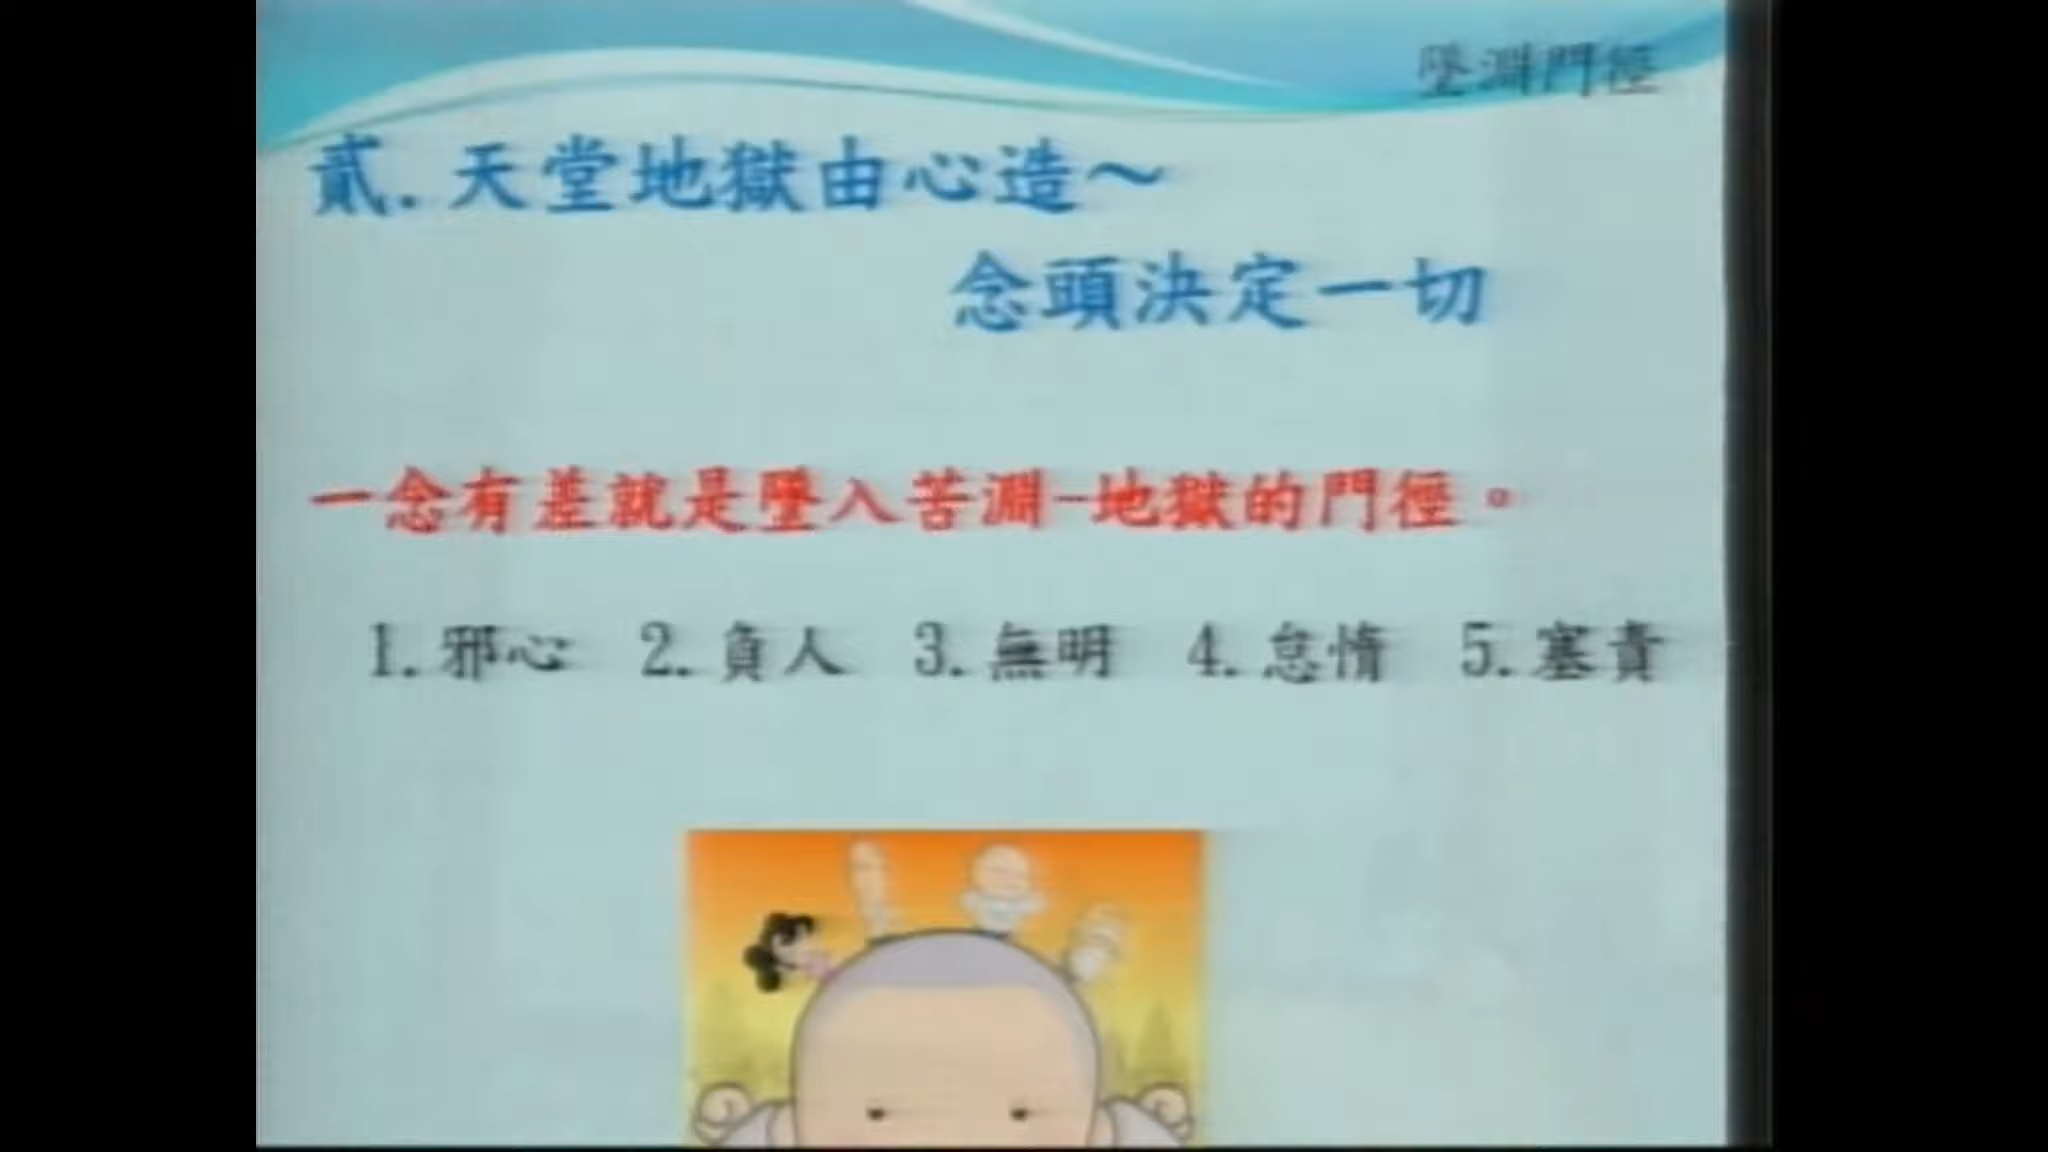 墜淵門徑
貳.天堂地獄由心造～
念頭決定一切
一念有差就是墜入苦淵-地獄的門徑。
1.邪心 2.負人 3.無明 4.怠惰 5.塞責